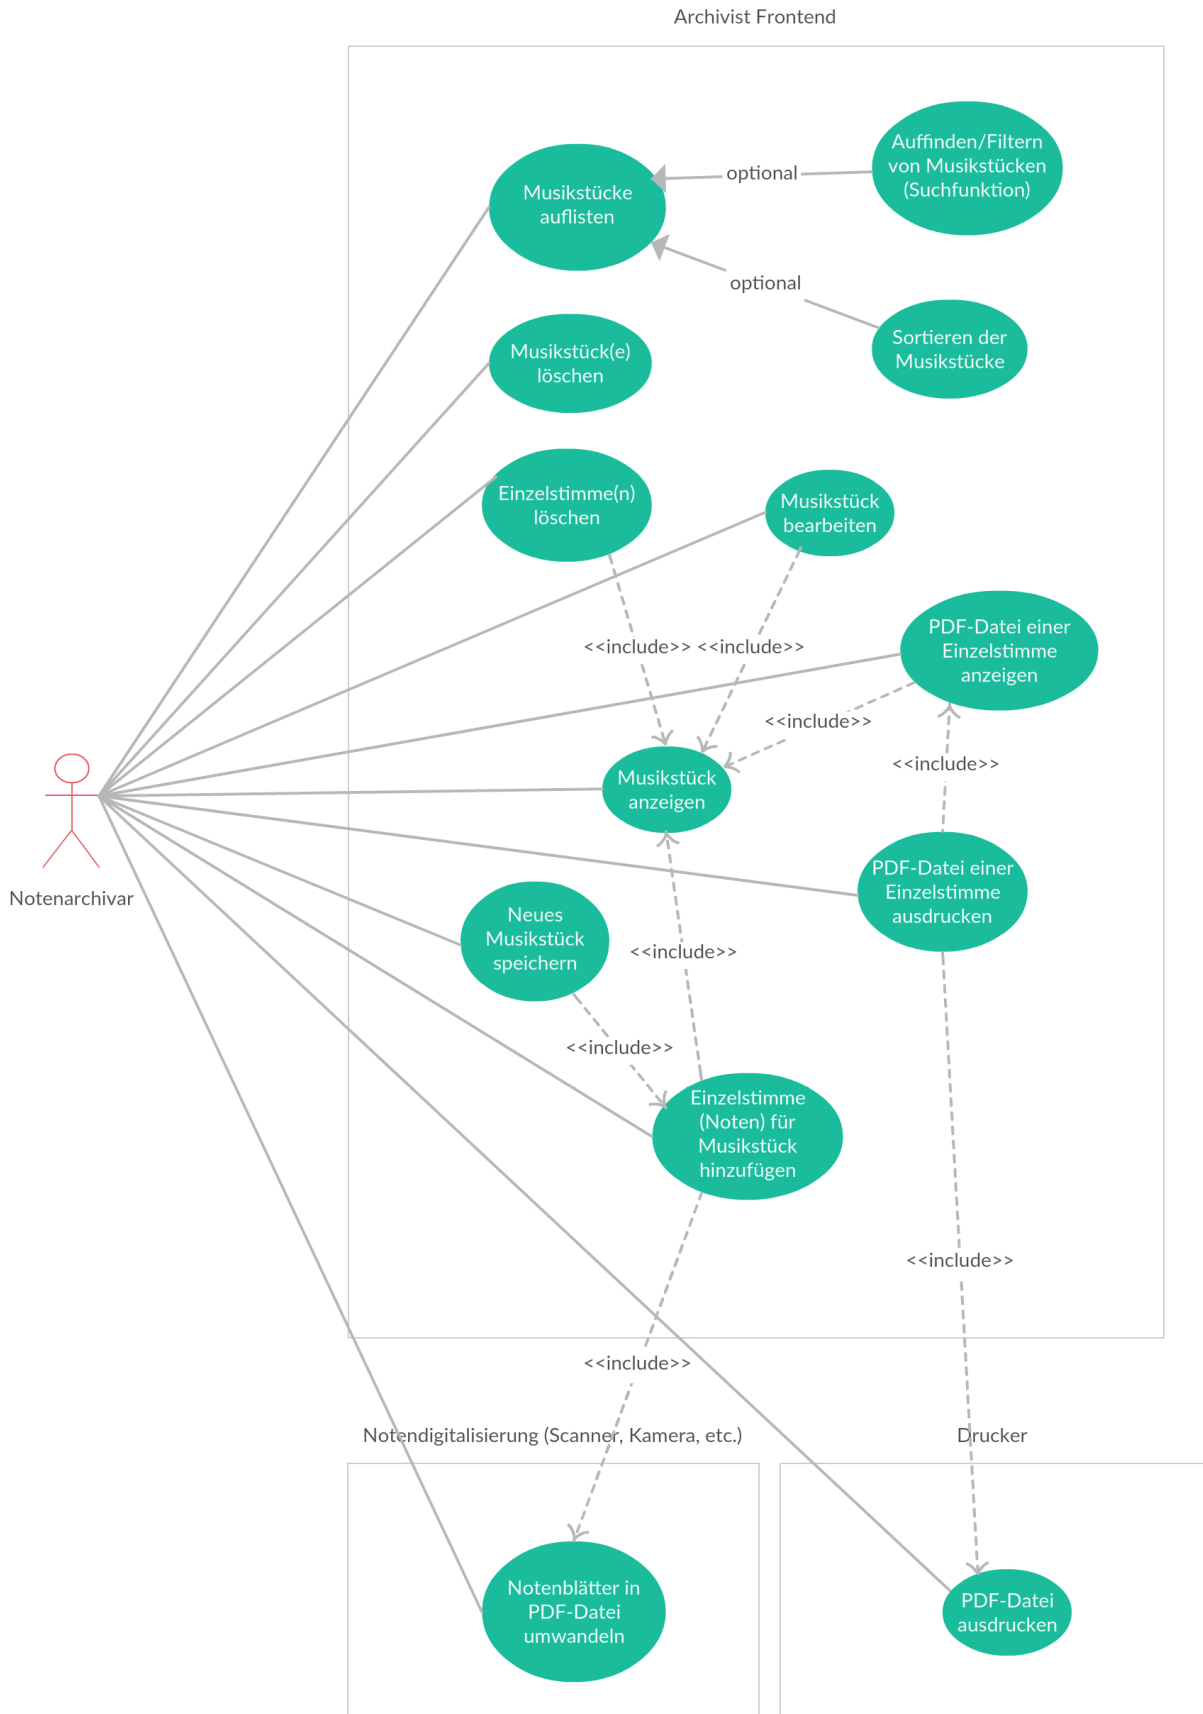 Archivist Frontend
Auffinden/Filtern
von Musikstücken
(Suchfunktion)
optional
Musikstücke
auflisten
optional
Sortieren der
Musikstücke
Musikstück(e)
löschen
Einzelstimme(n)
löschen
Musikstück
bearbeiten
PDF-Datei einer
Einzelstimme
anzeigen
<<include>>
<<include>>
<<include>>
<<include>>
Musikstück
anzeigen
PDF-Datei einer
Einzelstimme
ausdrucken
Notenarchivar
Neues
Musikstück
speichern
<<include>>
<<include>>
Einzelstimme
(Noten) für
Musikstück
hinzufügen
<<include>>
<<include>>
Notendigitalisierung (Scanner, Kamera, etc.)
Drucker
Notenblätter in
PDF-Datei
umwandeln
PDF-Datei
ausdrucken